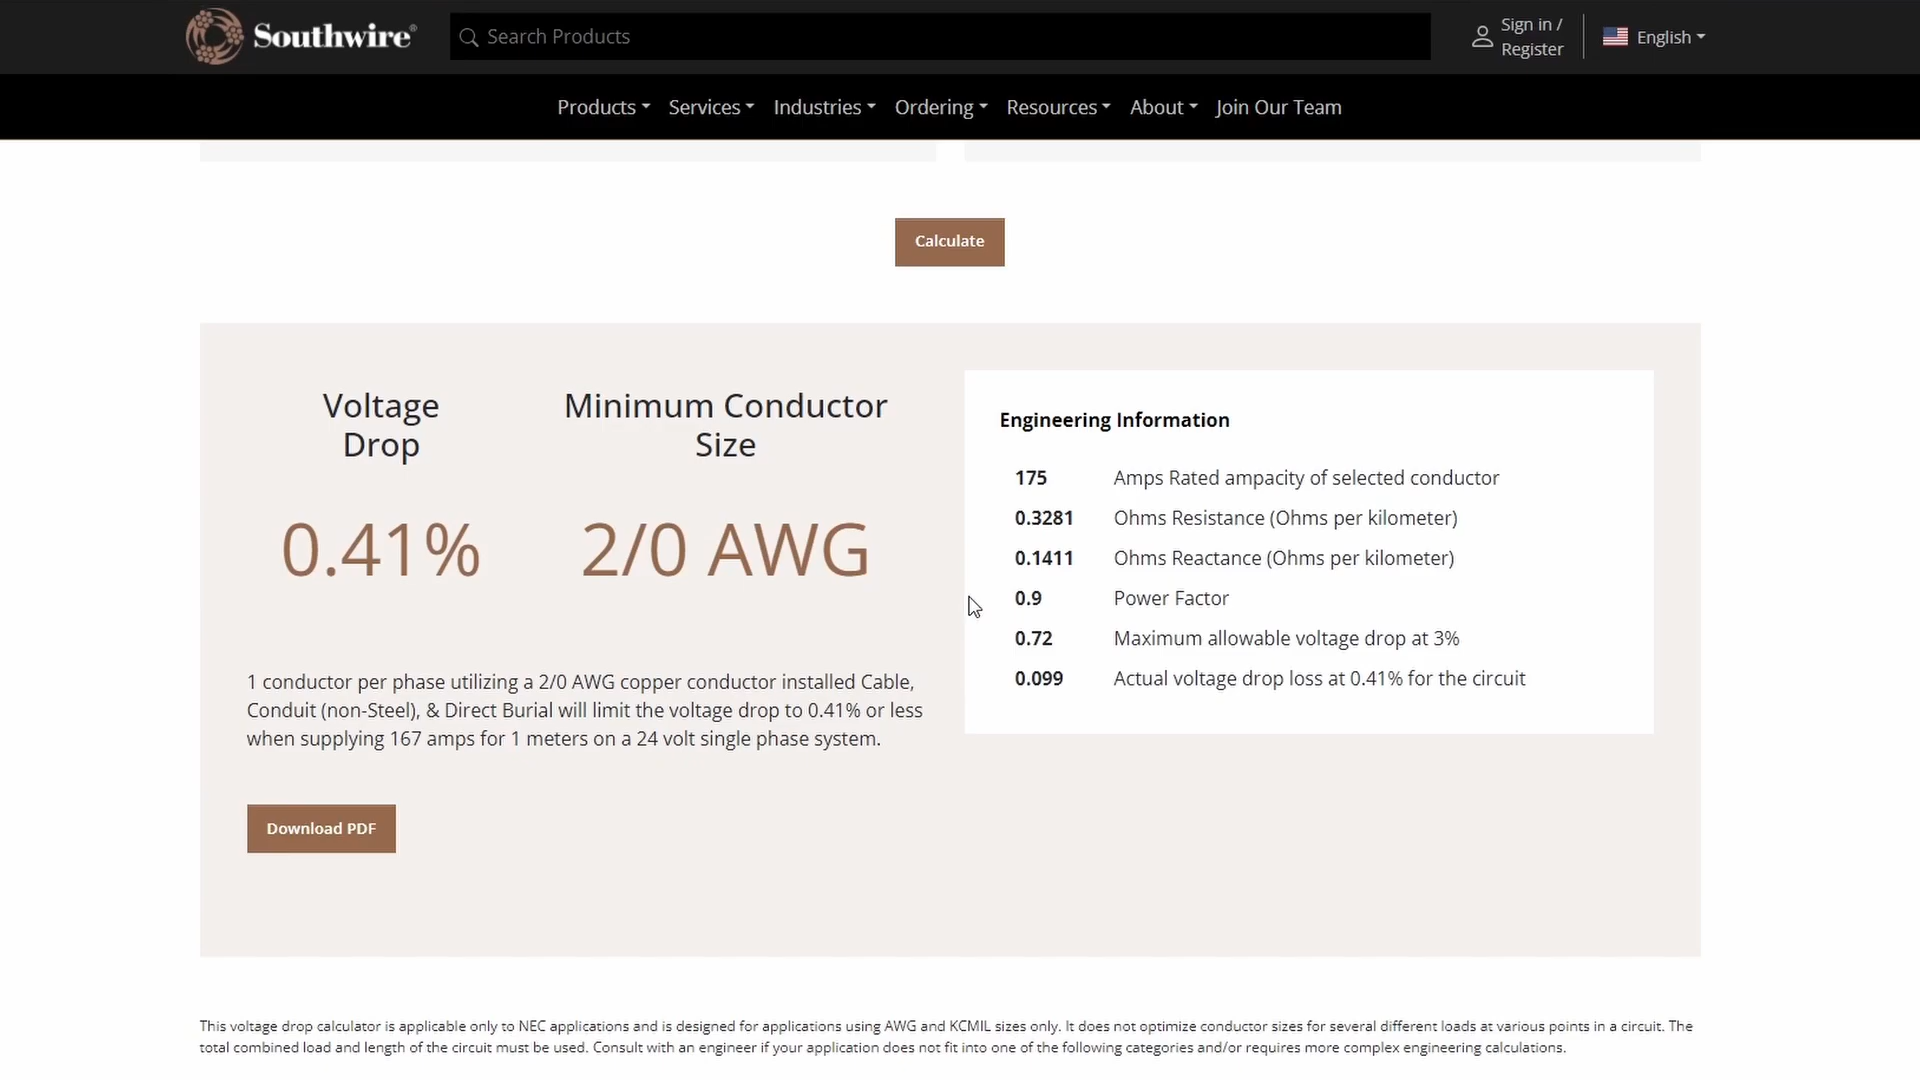 Southwire®
Search Products
Sign in /
Register
English
Products
Services
Industries
Ordering
Resources
About
Join Our Team
Calculate
Voltage
Drop
Minimum Conductor
Size
0.41%
2/0 AWG
1 conductor per phase utilizing a 2/0 AWG copper conductor installed Cable,
Conduit (non-Steel), & Direct Burial will limit the voltage drop to 0.41% or less
when supplying 167 amps for 1 meters on a 24 volt single phase system.
Download PDF
Engineering Information
175 Amps Rated ampacity of selected conductor
0.3281 Ohms Resistance (Ohms per kilometer)
0.1411 Ohms Reactance (Ohms per kilometer)
0.9 Power Factor
0.72 Maximum allowable voltage drop at 3%
0.099 Actual voltage drop loss at 0.41% for the circuit
This voltage drop calculator is applicable only to NEC applications and is designed for applications using AWG and KCMIL sizes only. It does not optimize conductor sizes for several different loads at various points in a circuit. The
total combined load and length of the circuit must be used. Consult with an engineer if your application does not fit into one of the following categories and/or requires more complex engineering calculations.